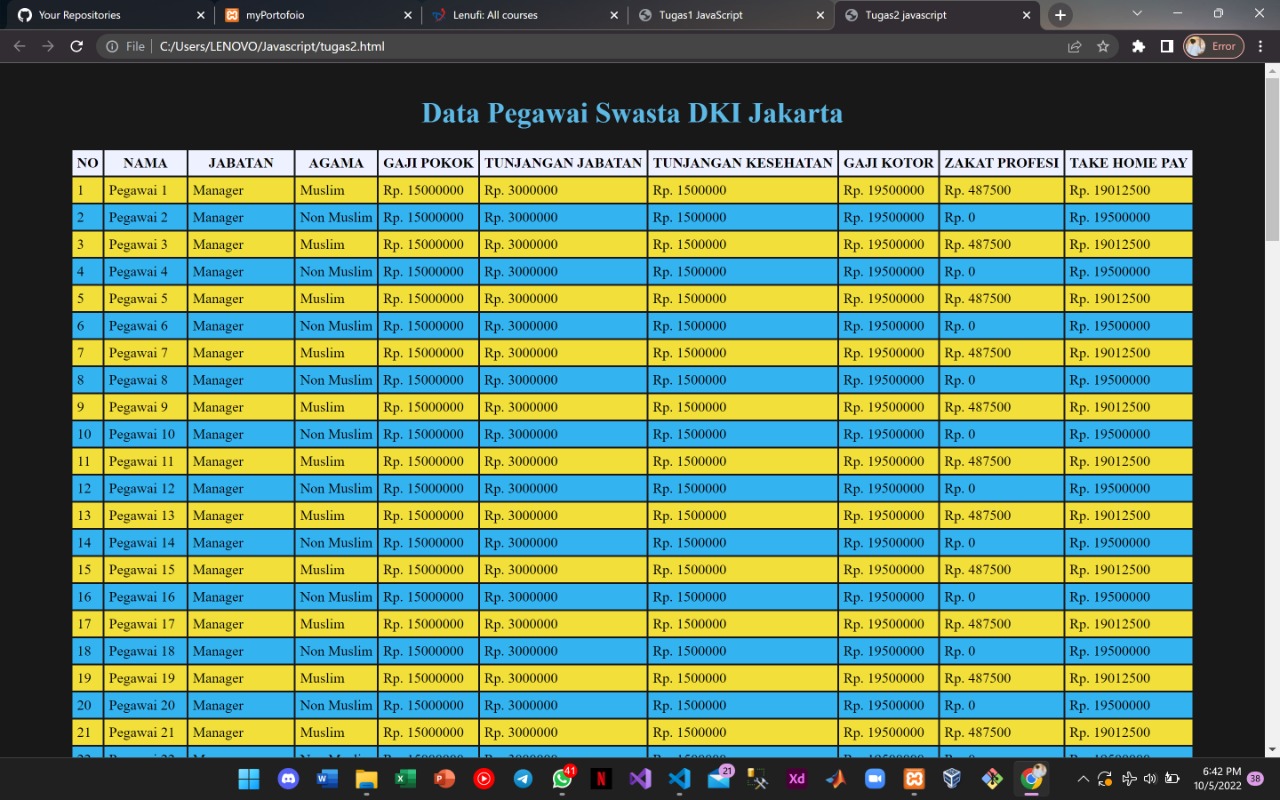 Your Repositories
myPortofoio
Lenufi: All courses
Tugas1 JavaScript
Tugas2 javascript
File C:/Users/LENOVO/Javascript/tugas2.html Error
Data Pegawai Swasta DKI Jakarta
NO NAMA JABATAN AGAMA GAJI POKOK TUNJANGAN JABATAN TUNJANGAN KESEHATAN GAJI KOTOR ZAKAT PROFESI TAKE HOME PAY
1 Pegawai 1 Manager Muslim Rp. 15000000 Rp. 3000000 Rp. 1500000 Rp. 19500000 Rp. 487500 Rp. 19012500
2 Pegawai 2 Manager Non Muslim Rp. 15000000 Rp. 3000000 Rp. 1500000 Rp. 19500000 Rp. 0 Rp. 19500000
3 Pegawai 3 Manager Muslim Rp. 15000000 Rp. 3000000 Rp. 1500000 Rp. 19500000 Rp. 487500 Rp. 19012500
4 Pegawai 4 Manager Non Muslim Rp. 15000000 Rp. 3000000 Rp. 1500000 Rp. 19500000 Rp. 0 Rp. 19500000
5 Pegawai 5 Manager Muslim Rp. 15000000 Rp. 3000000 Rp. 1500000 Rp. 19500000 Rp. 487500 Rp. 19012500
6 Pegawai 6 Manager Non Muslim Rp. 15000000 Rp. 3000000 Rp. 1500000 Rp. 19500000 Rp. 0 Rp. 19500000
7 Pegawai 7 Manager Muslim Rp. 15000000 Rp. 3000000 Rp. 1500000 Rp. 19500000 Rp. 487500 Rp. 19012500
8 Pegawai 8 Manager Non Muslim Rp. 15000000 Rp. 3000000 Rp. 1500000 Rp. 19500000 Rp. 0 Rp. 19500000
9 Pegawai 9 Manager Muslim Rp. 15000000 Rp. 3000000 Rp. 1500000 Rp. 19500000 Rp. 487500 Rp. 19012500
10 Pegawai 10 Manager Non Muslim Rp. 15000000 Rp. 3000000 Rp. 1500000 Rp. 19500000 Rp. 0 Rp. 19500000
11 Pegawai 11 Manager Muslim Rp. 15000000 Rp. 3000000 Rp. 1500000 Rp. 19500000 Rp. 487500 Rp. 19012500
12 Pegawai 12 Manager Non Muslim Rp. 15000000 Rp. 3000000 Rp. 1500000 Rp. 19500000 Rp. 0 Rp. 19500000
13 Pegawai 13 Manager Muslim Rp. 15000000 Rp. 3000000 Rp. 1500000 Rp. 19500000 Rp. 487500 Rp. 19012500
14 Pegawai 14 Manager Non Muslim Rp. 15000000 Rp. 3000000 Rp. 1500000 Rp. 19500000 Rp. 0 Rp. 19500000
15 Pegawai 15 Manager Muslim Rp. 15000000 Rp. 3000000 Rp. 1500000 Rp. 19500000 Rp. 487500 Rp. 19012500
16 Pegawai 16 Manager Non Muslim Rp. 15000000 Rp. 3000000 Rp. 1500000 Rp. 19500000 Rp. 0 Rp. 19500000
17 Pegawai 17 Manager Muslim Rp. 15000000 Rp. 3000000 Rp. 1500000 Rp. 19500000 Rp. 487500 Rp. 19012500
18 Pegawai 18 Manager Non Muslim Rp. 15000000 Rp. 3000000 Rp. 1500000 Rp. 19500000 Rp. 0 Rp. 19500000
19 Pegawai 19 Manager Muslim Rp. 15000000 Rp. 3000000 Rp. 1500000 Rp. 19500000 Rp. 487500 Rp. 19012500
20 Pegawai 20 Manager Non Muslim Rp. 15000000 Rp. 3000000 Rp. 1500000 Rp. 19500000 Rp. 0 Rp. 19500000
21 Pegawai 21 Manager Muslim Rp. 15000000 Rp. 3000000 Rp. 1500000 Rp. 19500000 Rp. 487500 Rp. 19012500
41
21
Xd
6:42 PM
10/5/2022
38